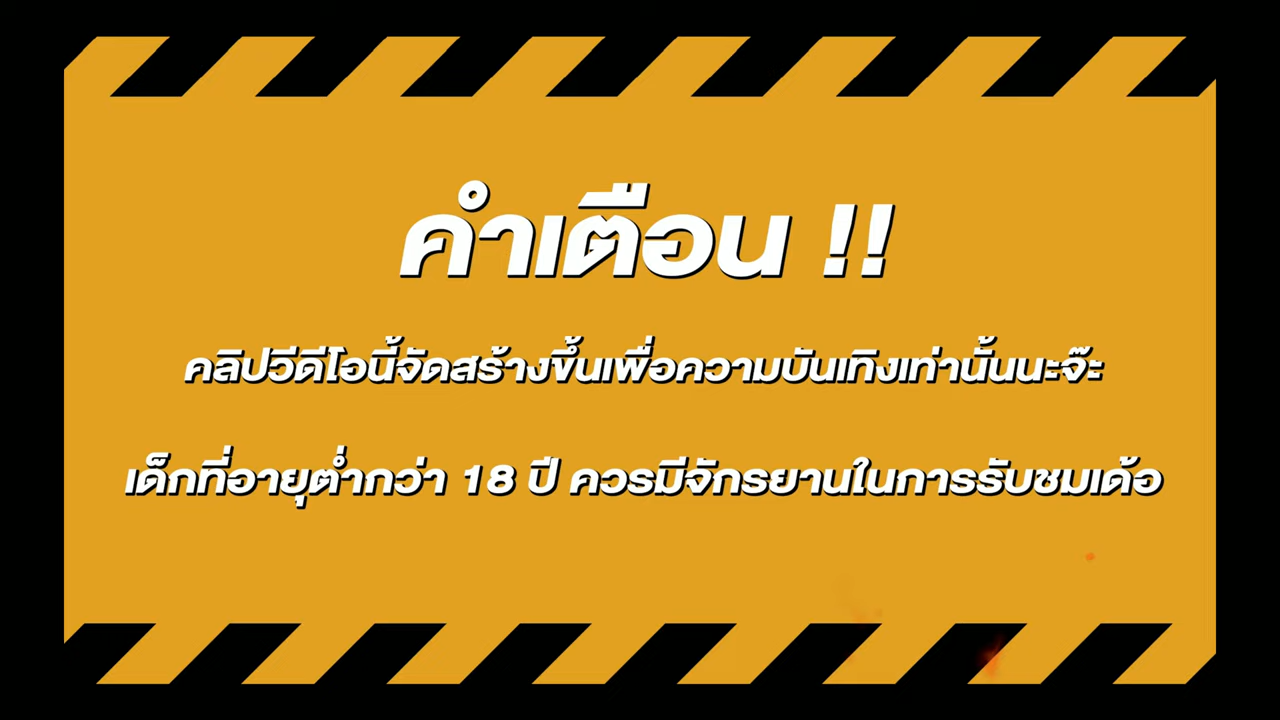 คำเตือน !!
คลิปวีดีโอนี้จัดสร้างขึ้นเพื่อความบันเทิงเท่านั้นนะจ๊ะ
เด็กที่อายุต่ำกว่า 18 ปี ควรมีจักรยานในการรับชมเด้อ